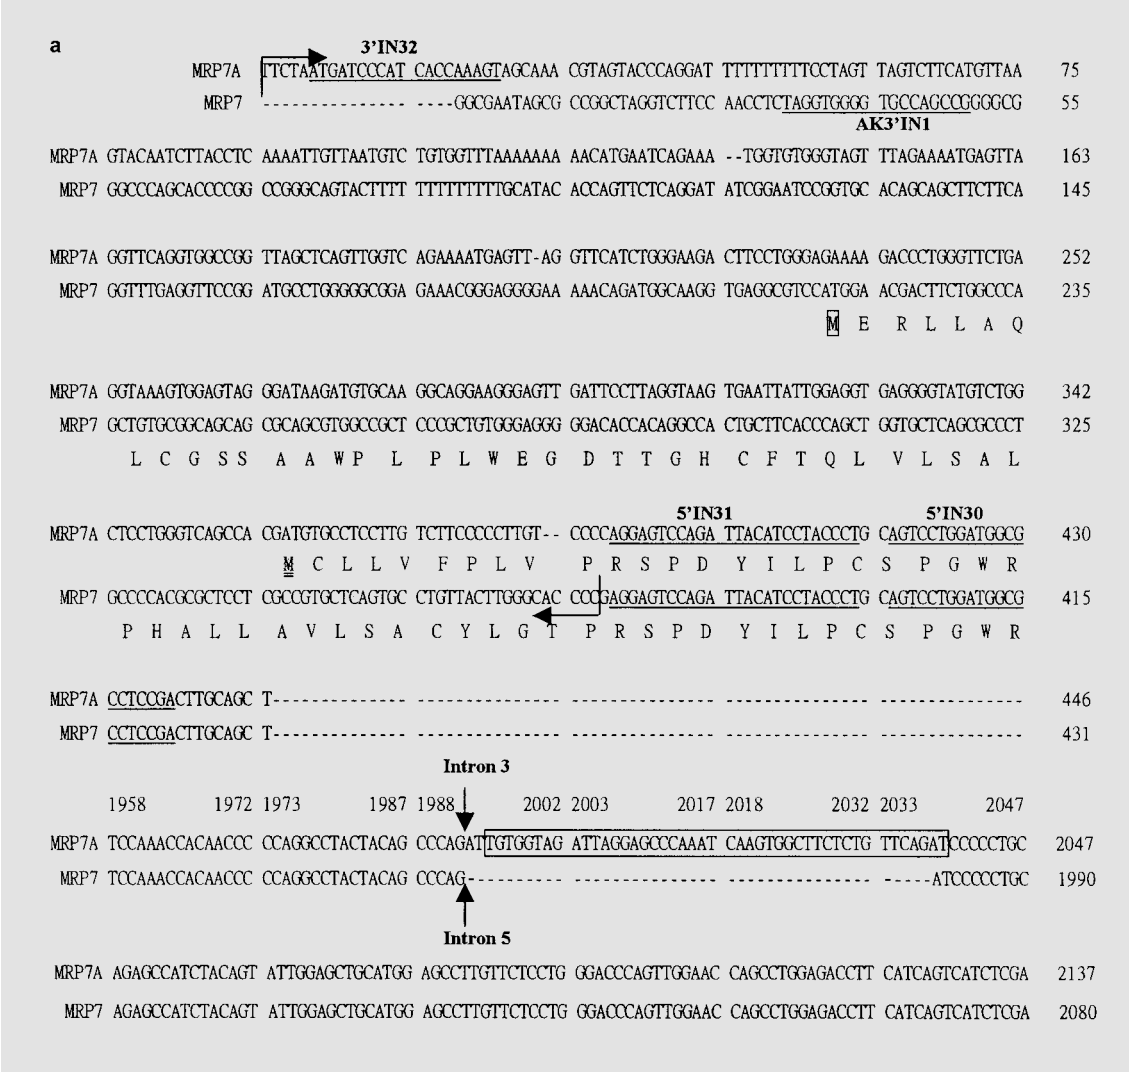 a
3'IN32
MRP7A TTCTAATGATCCCAT CACCAAAGTAGCAAA CGTAGTACCCAGGAT TTTTTTTTTCCTAGT TAGTCTTCATGTTAA 75
MRP7 --------------- ------GGCGAATAGCG CCGGCTAGGTCTTCC AACCTCTAGGTGGGG TGCCAGCCGGGGGCG 55
AK3'IN1
MRP7A GTACAATCTTACCTC AAAATTGTTAATGTC TGTGGTTTAAAAAAA AACATGAATCAGAAA --TGGTGTGGGTAGT TTAGAAAATGAGTTA 163
MRP7 GGCCCAGCACCCCGG CCGGGCAGTACTTTT TTTTTTTTTGCATAC ACCAGTTCTCAGGAT ATCGGAATCCGGTGC ACAGCAGCTTCTTCA 145
MRP7A GGTTCAGGTGGCCGG TTAGCTCAGTTGGTC AGAAAATGAGTT-AG GTTCATCTGGGAAGA CTTCCTGGGAGAAAA GACCCTGGGTTCTGA 252
MRP7 GGTTTGAGGTTCCGG ATGCCTGGGGGCGGA GAAACGGGAGGGGAA AAACAGATGGCAAGG TGAGGCGTCCATGGA ACGACTTCTGGCCCA 235
M E R L L A Q
MRP7A GGTAAAGTGGAGTAG GGATAAGATGTGCAA GGCAGGAAGGGAGTT GATTCCTTAGGTAAG TGAATTATTGGAGGT GAGGGGTATGTCTGG 342
MRP7 GCTGTGCGGCAGCAG CGCAGCGTGGCCGCT CCCGCTGTGGGAGGG GGACACCACAGGCCA CTGCTTCACCCAGCT GGTGCTCAGCGCCCT 325
L C G S S A A W P L P L W E G D T T G H C F T Q L V L S A L
5'IN31 5'IN30
MRP7A CTCCTGGGTCAGCCA CGATGTGCCTCCTTG TCTTCCCCCTTGT-- CCCCAGGAGTCCAGA TTACATCCTACCCTG CAGTCCTGGATGGCG 430
M C L L V F P L V P R S P D Y I L P C S P G W R
MRP7 GCCCCACGCGCTCCT CGCCGTGCTCAGTGC CTGTTACTTGGGCAC CCCGAGGAGTCCAGA TTACATCCTACCCTG CAGTCCTGGATGGCG 415
P H A L L A V L S A C Y L G T P R S P D Y I L P C S P G W R
MRP7A CCTCCGACTTGCAGC T-------------- --------------- --------------- --------------- --------------- 446
MRP7 CCTCCGACTTGCAGC T-------------- --------------- --------------- --------------- --------------- 431
Intron 3
1958 1972 1973 1987 1988 2002 2003 2017 2018 2032 2033 2047
MRP7A TCCAAACCACAACCC CCAGGCCTACTACAG CCCAGATTGTGGTAG ATTAGGAGCCCAAAT CAAGTGGCTTCTCTG TTCAGATCCCCCTGC 2047
MRP7 TCCAAACCACAACCC CCAGGCCTACTACAG CCCAG---------- --------------- --------------- -----ATCCCCCTGC 1990
Intron 5
MRP7A AGAGCCATCTACAGT ATTGGAGCTGCATGG AGCCTTGTTCTCCTG GGACCCAGTTGGAAC CAGCCTGGAGACCTT CATCAGTCATCTCGA 2137
MRP7 AGAGCCATCTACAGT ATTGGAGCTGCATGG AGCCTTGTTCTCCTG GGACCCAGTTGGAAC CAGCCTGGAGACCTT CATCAGTCATCTCGA 2080